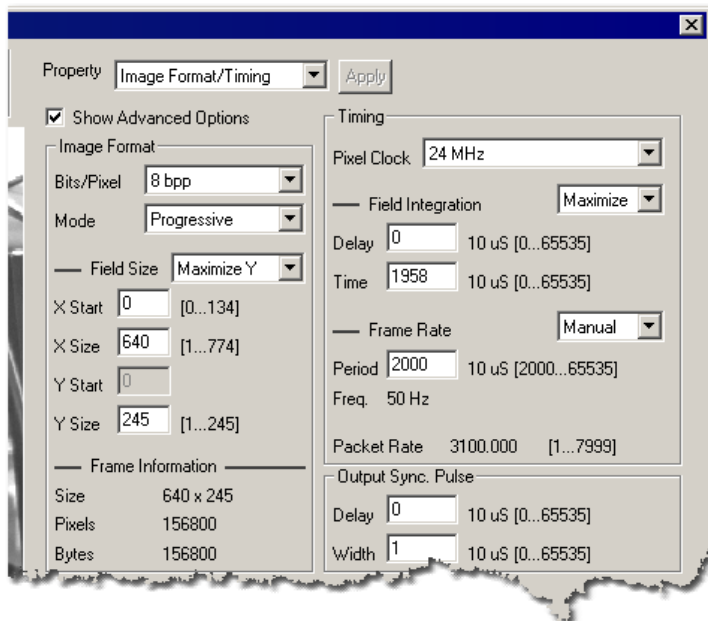 Property Image Format/Timing Apply
Show Advanced Options
Image Format
Bits/Pixel 8 bpp
Mode Progressive
Field Size Maximize Y
X Start 0 [0...134]
X Size 640 [1...774]
Y Start 0
Y Size 245 [1...245]
Frame Information
Size 640 x 245
Pixels 156800
Bytes 156800
Timing
Pixel Clock 24 MHz
Field Integration Maximize
Delay 0 10 uS [0...65535]
Time 1958 10 uS [0...65535]
Frame Rate Manual
Period 2000 10 uS [2000...65535]
Freq. 50 Hz
Packet Rate 3100.000 [1...7999]
Output Sync. Pulse
Delay 0 10 uS [0...65535]
Width 1 10 uS [0...65535]